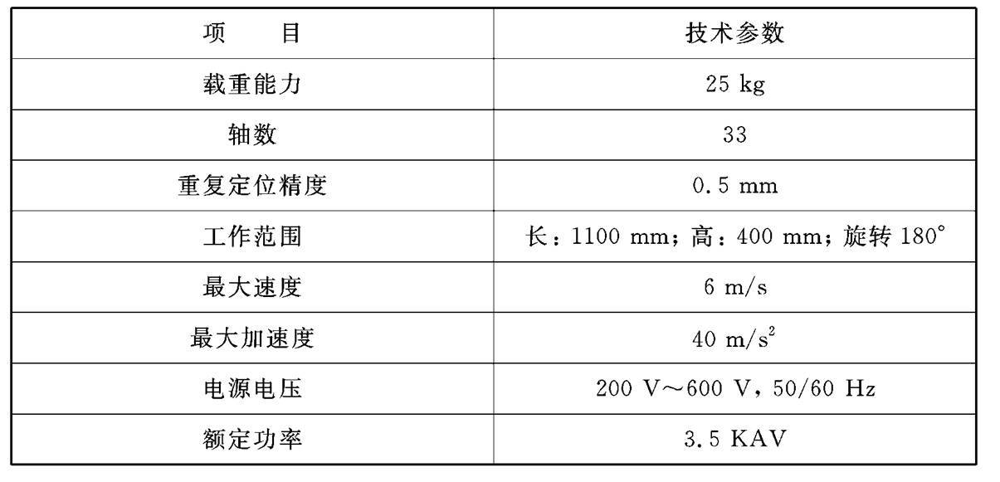 项 目 技术参数
载重能力 25 kg
轴数 33
重复定位精度 0.5 mm
工作范围 长: 1100 mm; 高: 400 mm; 旋转 180°
最大速度 6 m/s
最大加速度 40 m/s²
电源电压 200 V～600 V, 50/60 Hz
额定功率 3.5 KAV